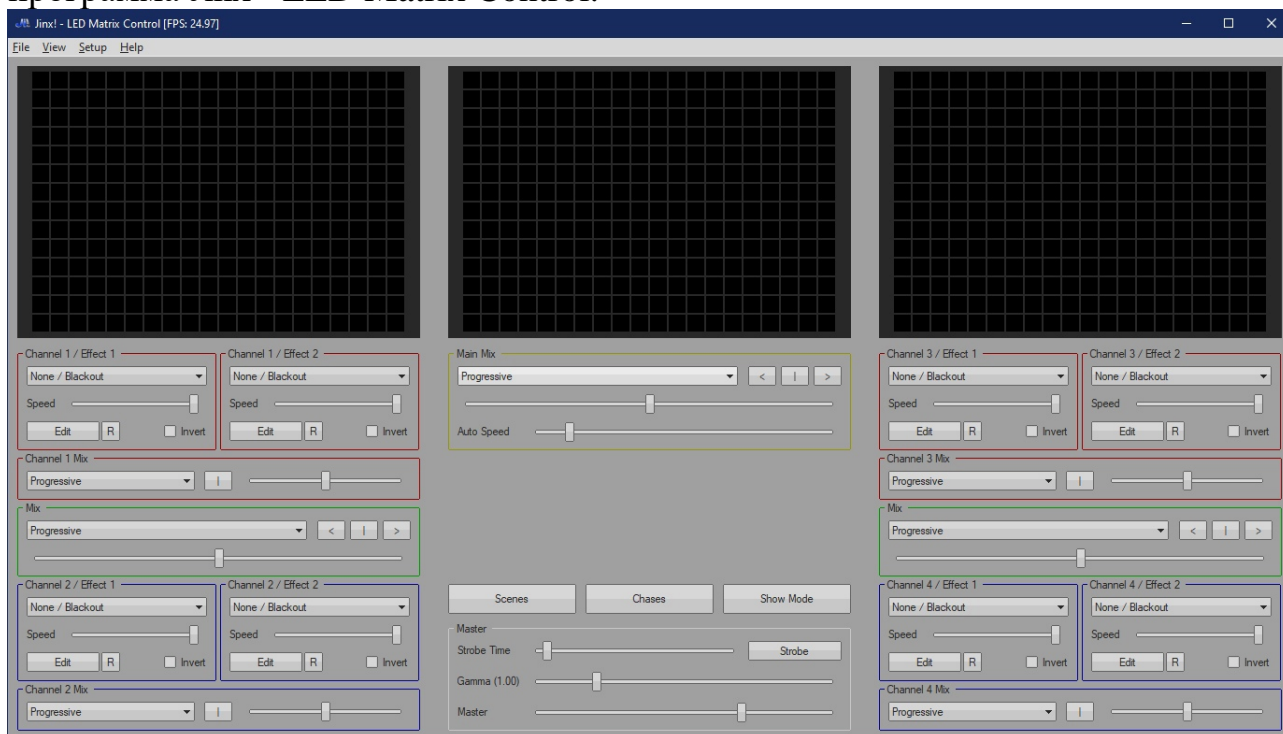 программа - LED Matrix Control.
Jinx! - LED Matrix Control [FPS: 24.97]
File View Setup Help
Channel 1 / Effect 1 Channel 1 / Effect 2 Main Mix Channel 3 / Effect 1 Channel 3 / Effect 2
None / Blackout None / Blackout Progressive < | > None / Blackout None / Blackout
Speed Speed Speed Speed
Edit R Invert Edit R Invert Auto Speed Edit R Invert Edit R Invert
Channel 1 Mix Channel 3 Mix
Progressive | Progressive |
Mix Mix
Progressive < | > Progressive < | >
Channel 2 / Effect 1 Channel 2 / Effect 2 Channel 4 / Effect 1 Channel 4 / Effect 2
None / Blackout None / Blackout Scenes Chases Show Mode None / Blackout None / Blackout
Speed Speed Master Speed Speed
Strobe Time Strobe
Edit R Invert Edit R Invert Gamma (1.00) Edit R Invert Edit R Invert
Channel 2 Mix Channel 4 Mix
Progressive | Master Progressive |